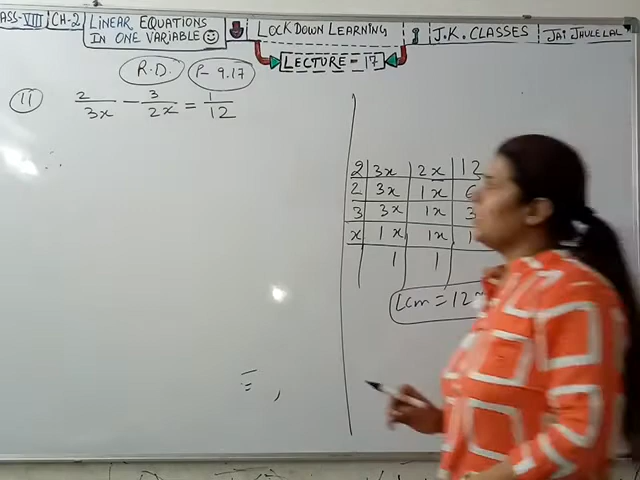 ASS-VIII CH-2 LINEAR EQUATIONS IN ONE VARIABLE LOCKDOWN LEARNING J.K. CLASSES JAI JHULELAL
LECTURE - 17
R.D. P- 9.17
11 2/3x - 3/2x = 1/12
2 3x 2x 12
2 3x 1x 6
3 3x 1x 3
x 1x 1x 1
1 1
LCM = 12